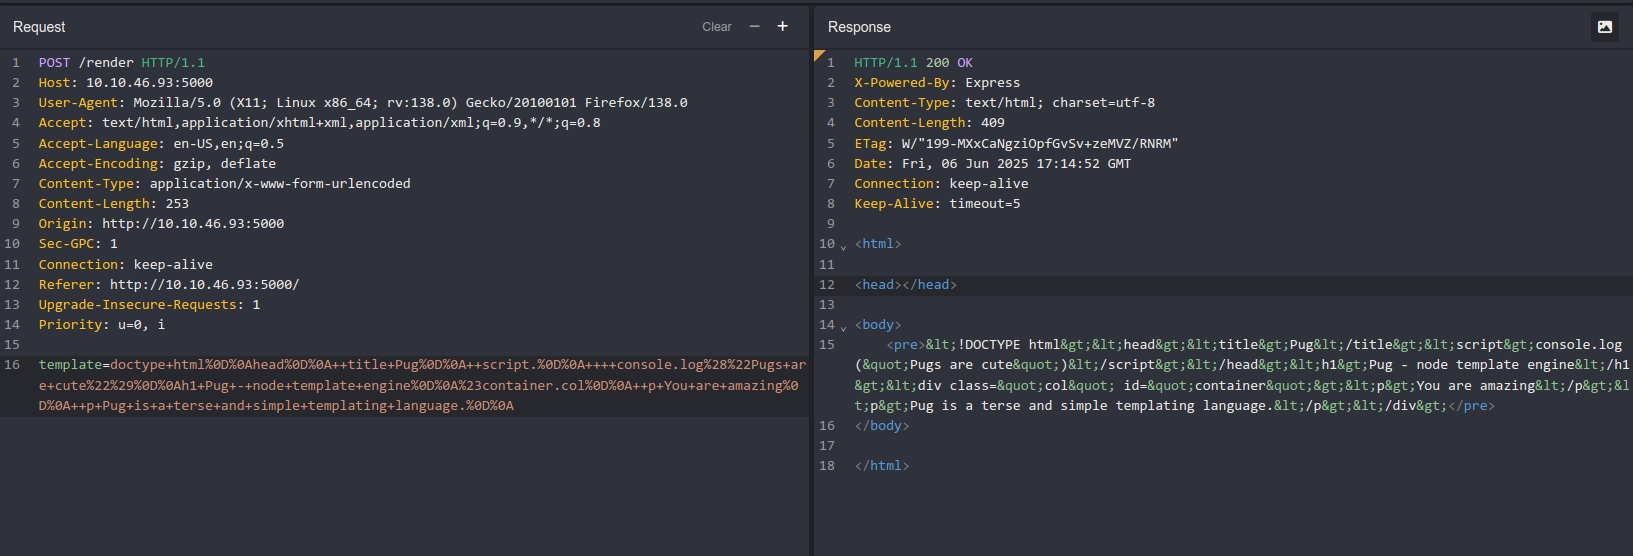 Request
Clear − +
1 POST /render HTTP/1.1
2 Host: 10.10.46.93:5000
3 User-Agent: Mozilla/5.0 (X11; Linux x86_64; rv:138.0) Gecko/20100101 Firefox/138.0
4 Accept: text/html,application/xhtml+xml,application/xml;q=0.9,*/*;q=0.8
5 Accept-Language: en-US,en;q=0.5
6 Accept-Encoding: gzip, deflate
7 Content-Type: application/x-www-form-urlencoded
8 Content-Length: 253
9 Origin: http://10.10.46.93:5000
10 Sec-GPC: 1
11 Connection: keep-alive
12 Referer: http://10.10.46.93:5000/
13 Upgrade-Insecure-Requests: 1
14 Priority: u=0, i
15
16 template=doctype+html%0D%0Ahead%0D%0A++title+Pug%0D%0A++script.%0D%0A++++console.log%28%22Pugs+ar
e+cute%22%29%0D%0Ah1+Pug+-+node+template+engine%0D%0A%23container.col%0D%0A++p+You+are+amazing%0
D%0A++p+Pug+is+a+terse+and+simple+templating+language.%0D%0A
Response
1 HTTP/1.1 200 OK
2 X-Powered-By: Express
3 Content-Type: text/html; charset=utf-8
4 Content-Length: 409
5 ETag: W/"199-MXxCaNgziOpfGvSv+zeMVZ/RNRM"
6 Date: Fri, 06 Jun 2025 17:14:52 GMT
7 Connection: keep-alive
8 Keep-Alive: timeout=5
9
10 <html>
11
12 <head></head>
13
14 <body>
15 <pre>&lt;!DOCTYPE html&gt;&lt;head&gt;&lt;title&gt;Pug&lt;/title&gt;&lt;script&gt;console.log
(&quot;Pugs are cute&quot;)&lt;/script&gt;&lt;/head&gt;&lt;h1&gt;Pug - node template engine&lt;/h1
&gt;&lt;div class=&quot;col&quot; id=&quot;container&quot;&gt;&lt;p&gt;You are amazing&lt;/p&gt;&l
t;p&gt;Pug is a terse and simple templating language.&lt;/p&gt;&lt;/div&gt;</pre>
16 </body>
17
18 </html>